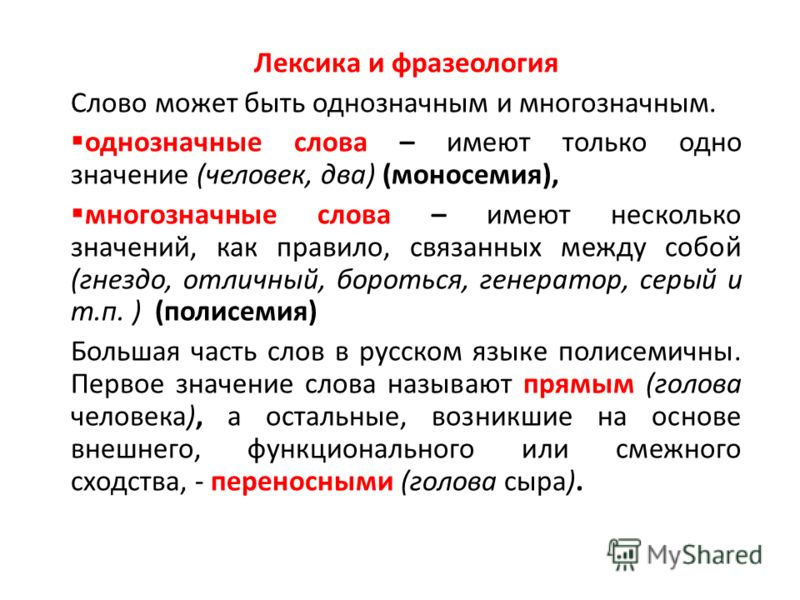 Лексика и фразеология
Слово может быть однозначным и многозначным.
▪однозначные слова – имеют только одно
значение (человек, два) (моносемия),
▪многозначные слова – имеют несколько
значений, как правило, связанных между собой
(гнездо, отличный, бороться, генератор, серый и
т.п. ) (полисемия)
Большая часть слов в русском языке полисемичны.
Первое значение слова называют прямым (голова
человека), а остальные, возникшие на основе
внешнего, функционального или смежного
сходства, - переносными (голова сыра).
MyShared